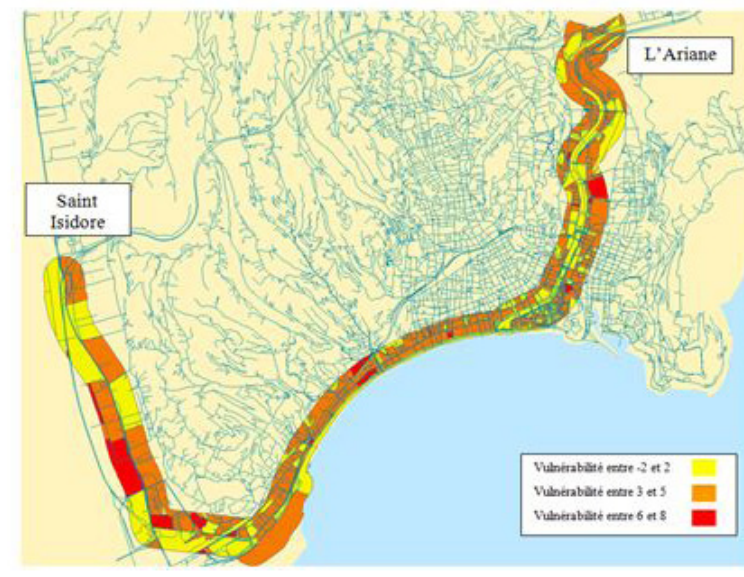 L'Ariane
Saint
Isidore
Vulnérabilité entre -2 et 2
Vulnérabilité entre 3 et 5
Vulnérabilité entre 6 et 8